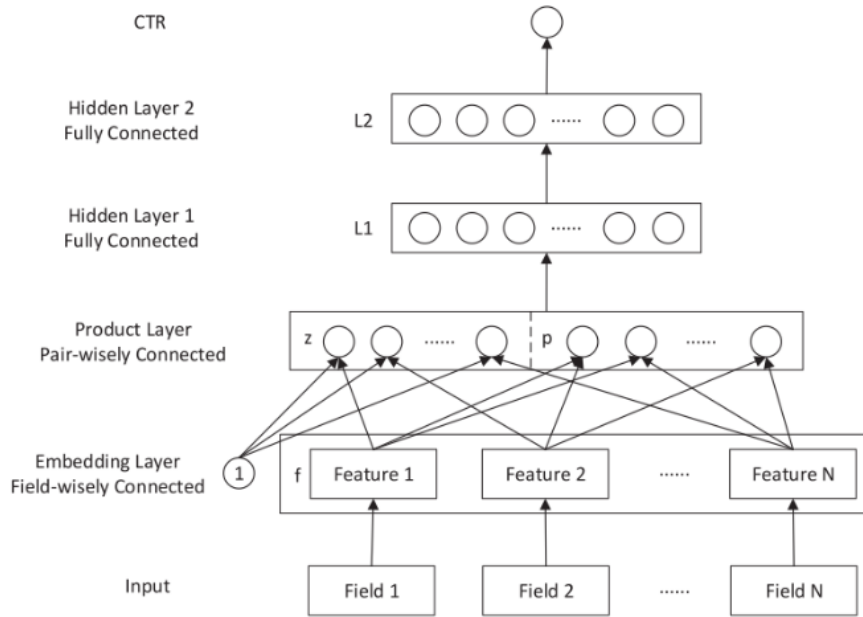 CTR
Hidden Layer 2
Fully Connected
L2
......
Hidden Layer 1
Fully Connected
L1
......
Product Layer
Pair-wisely Connected
z
......
p
......
Embedding Layer
Field-wisely Connected
1
f
Feature 1
Feature 2
......
Feature N
Input
Field 1
Field 2
......
Field N